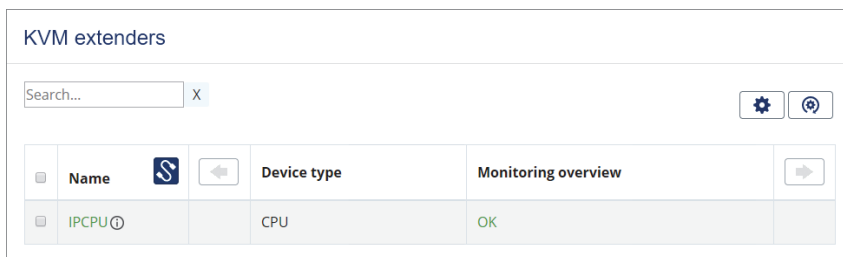 KVM extenders
Search...
X
Name
Device type
Monitoring overview
IPCPU
CPU
OK